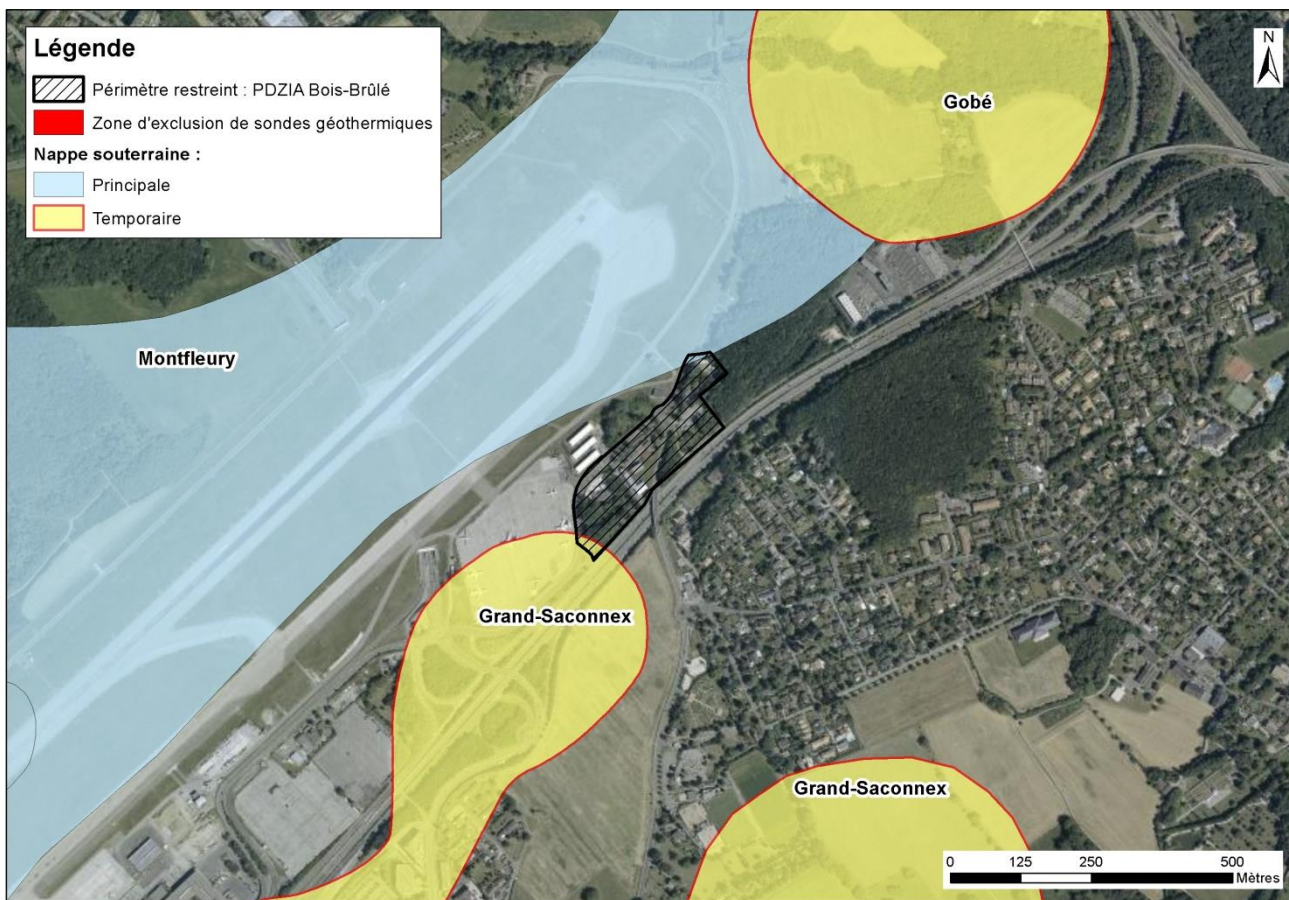 Légende
Périmètre restreint : PDZIA Bois-Brûlé
Zone d'exclusion de sondes géothermiques
Nappe souterraine :
Principale
Temporaire
N
Gobé
Montfleury
Grand-Saconnex
Grand-Saconnex
0 125 250 500
Mètres